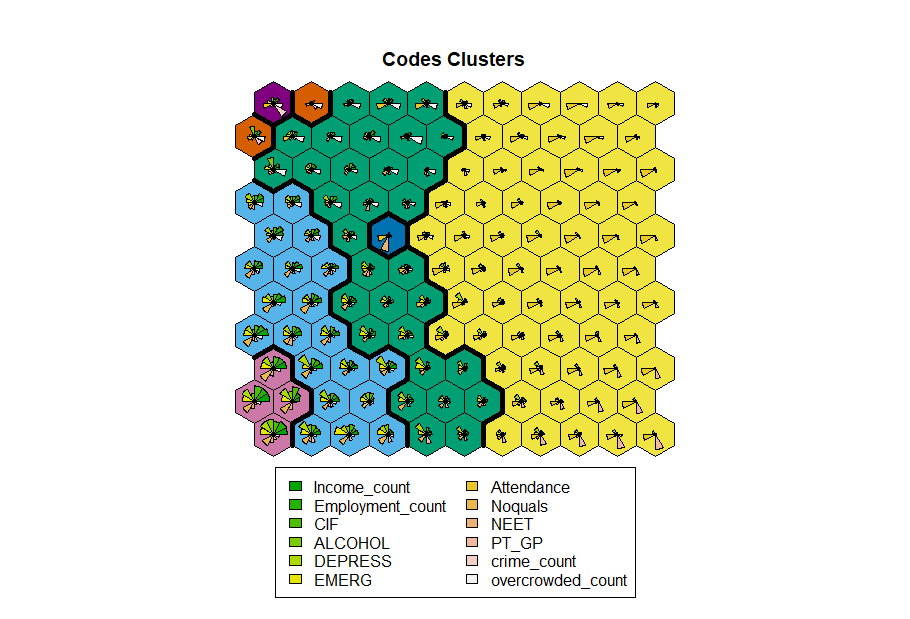 Codes Clusters
Income_count
Employment_count
CIF
ALCOHOL
DEPRESS
EMERG
Attendance
Noquals
NEET
PT_GP
crime_count
overcrowded_count